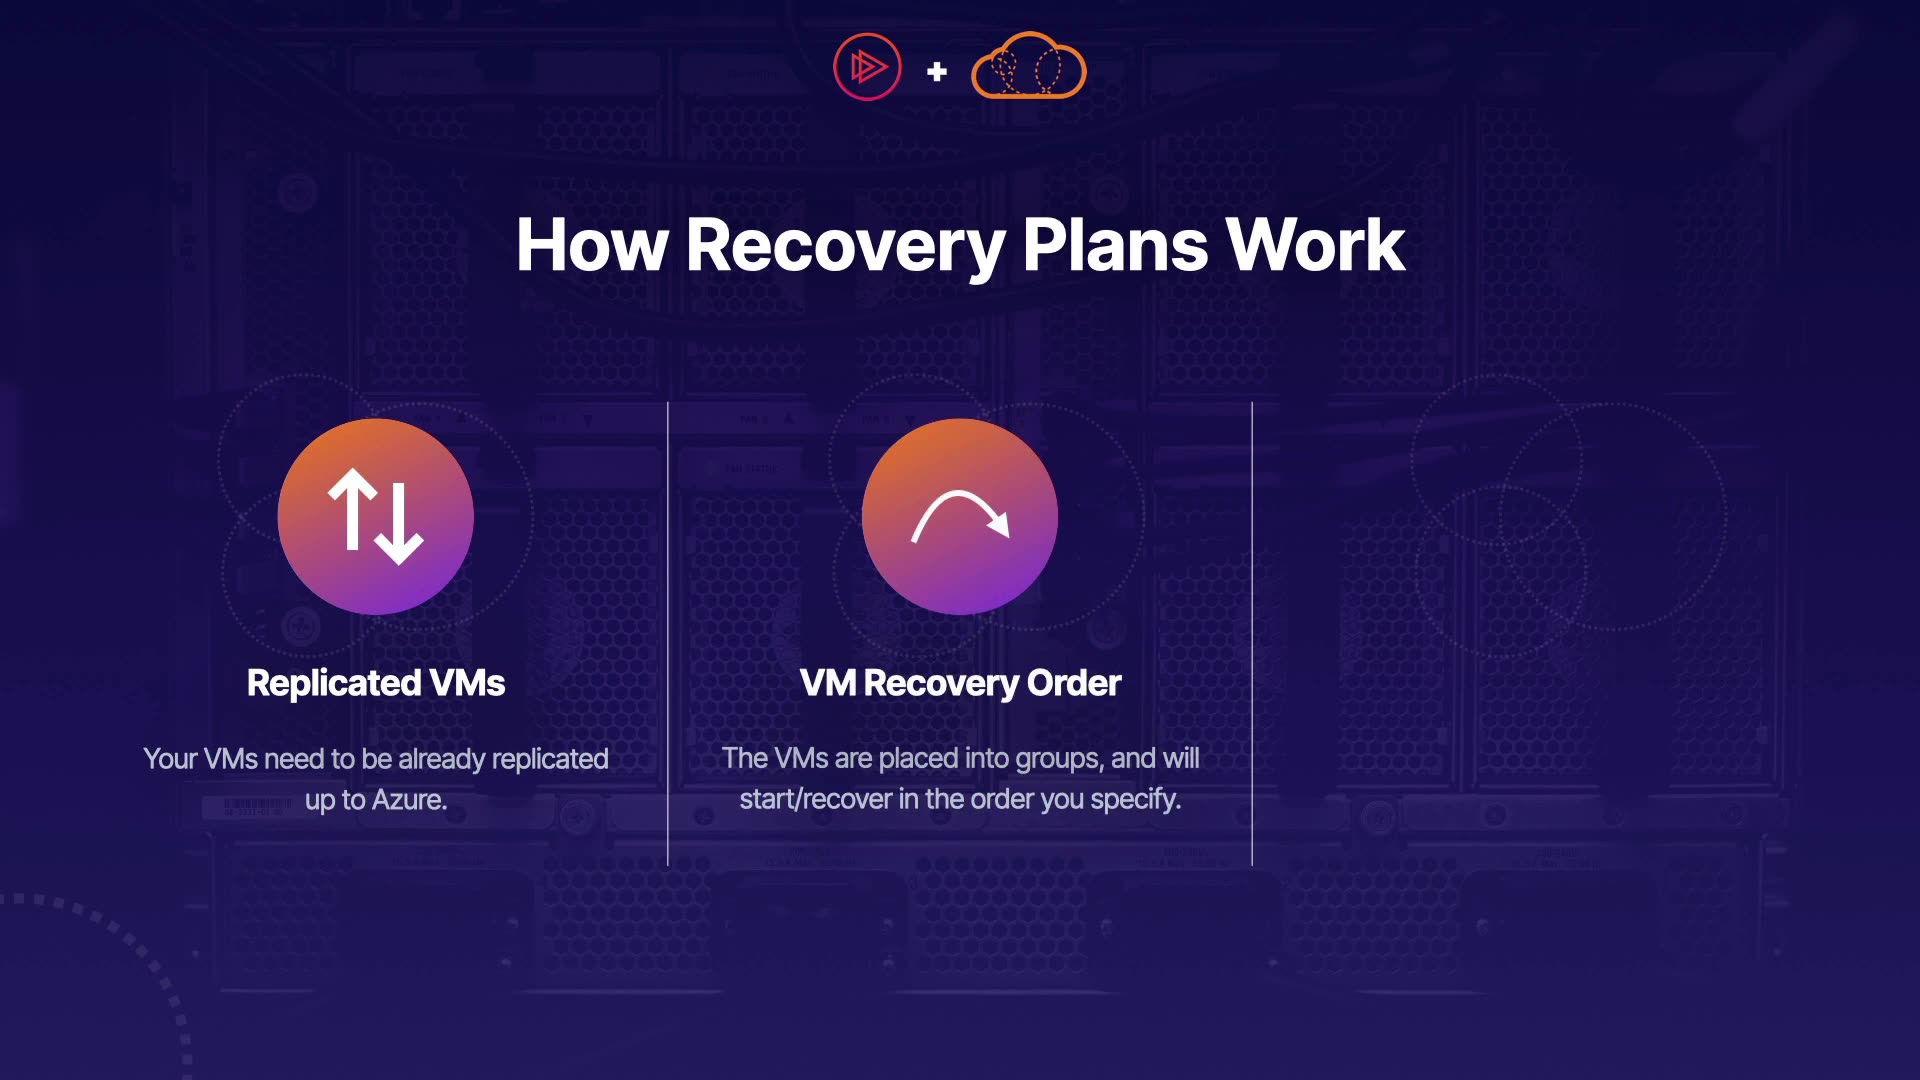 How Recovery Plans Work
Replicated VMs
Your VMs need to be already replicated
up to Azure.
VM Recovery Order
The VMs are placed into groups, and will
start/recover in the order you specify.